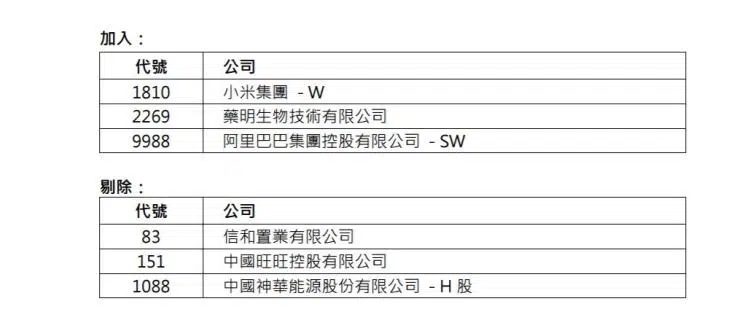 加入：
代號 公司
1810 小米集團 - W
2269 藥明生物技術有限公司
9988 阿里巴巴集團控股有限公司 - SW
剔除：
代號 公司
83 信和置業有限公司
151 中國旺旺控股有限公司
1088 中國神華能源股份有限公司 - H 股